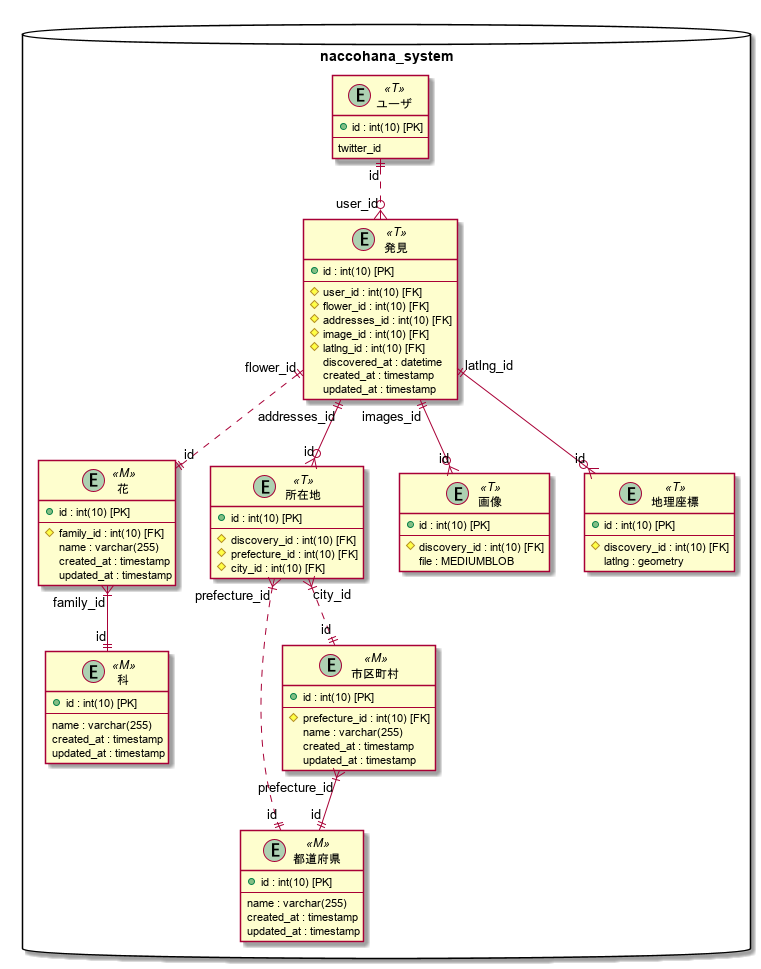 naccohana_system
E
«T»
ユーザ
id : int(10) [PK]
twitter_id
id
user_id
E
«T»
発見
id : int(10) [PK]
user_id : int(10) [FK]
flower_id : int(10) [FK]
addresses_id : int(10) [FK]
image_id : int(10) [FK]
latlng_id : int(10) [FK]
discovered_at : datetime
created_at : timestamp
updated_at : timestamp
flower_id
id
addresses_id
id
images_id
id
latlng_id
id
E
«M»
花
id : int(10) [PK]
family_id : int(10) [FK]
name : varchar(255)
created_at : timestamp
updated_at : timestamp
E
«T»
所在地
id : int(10) [PK]
discovery_id : int(10) [FK]
prefecture_id : int(10) [FK]
city_id : int(10) [FK]
E
«T»
画像
id : int(10) [PK]
discovery_id : int(10) [FK]
file : MEDIUMBLOB
E
«T»
地理座標
id : int(10) [PK]
discovery_id : int(10) [FK]
latlng : geometry
family_id
id
prefecture_id
city_id
id
E
«M»
科
id : int(10) [PK]
name : varchar(255)
created_at : timestamp
updated_at : timestamp
E
«M»
市区町村
id : int(10) [PK]
prefecture_id : int(10) [FK]
name : varchar(255)
created_at : timestamp
updated_at : timestamp
prefecture_id
id
id
E
«M»
都道府県
id : int(10) [PK]
name : varchar(255)
created_at : timestamp
updated_at : timestamp